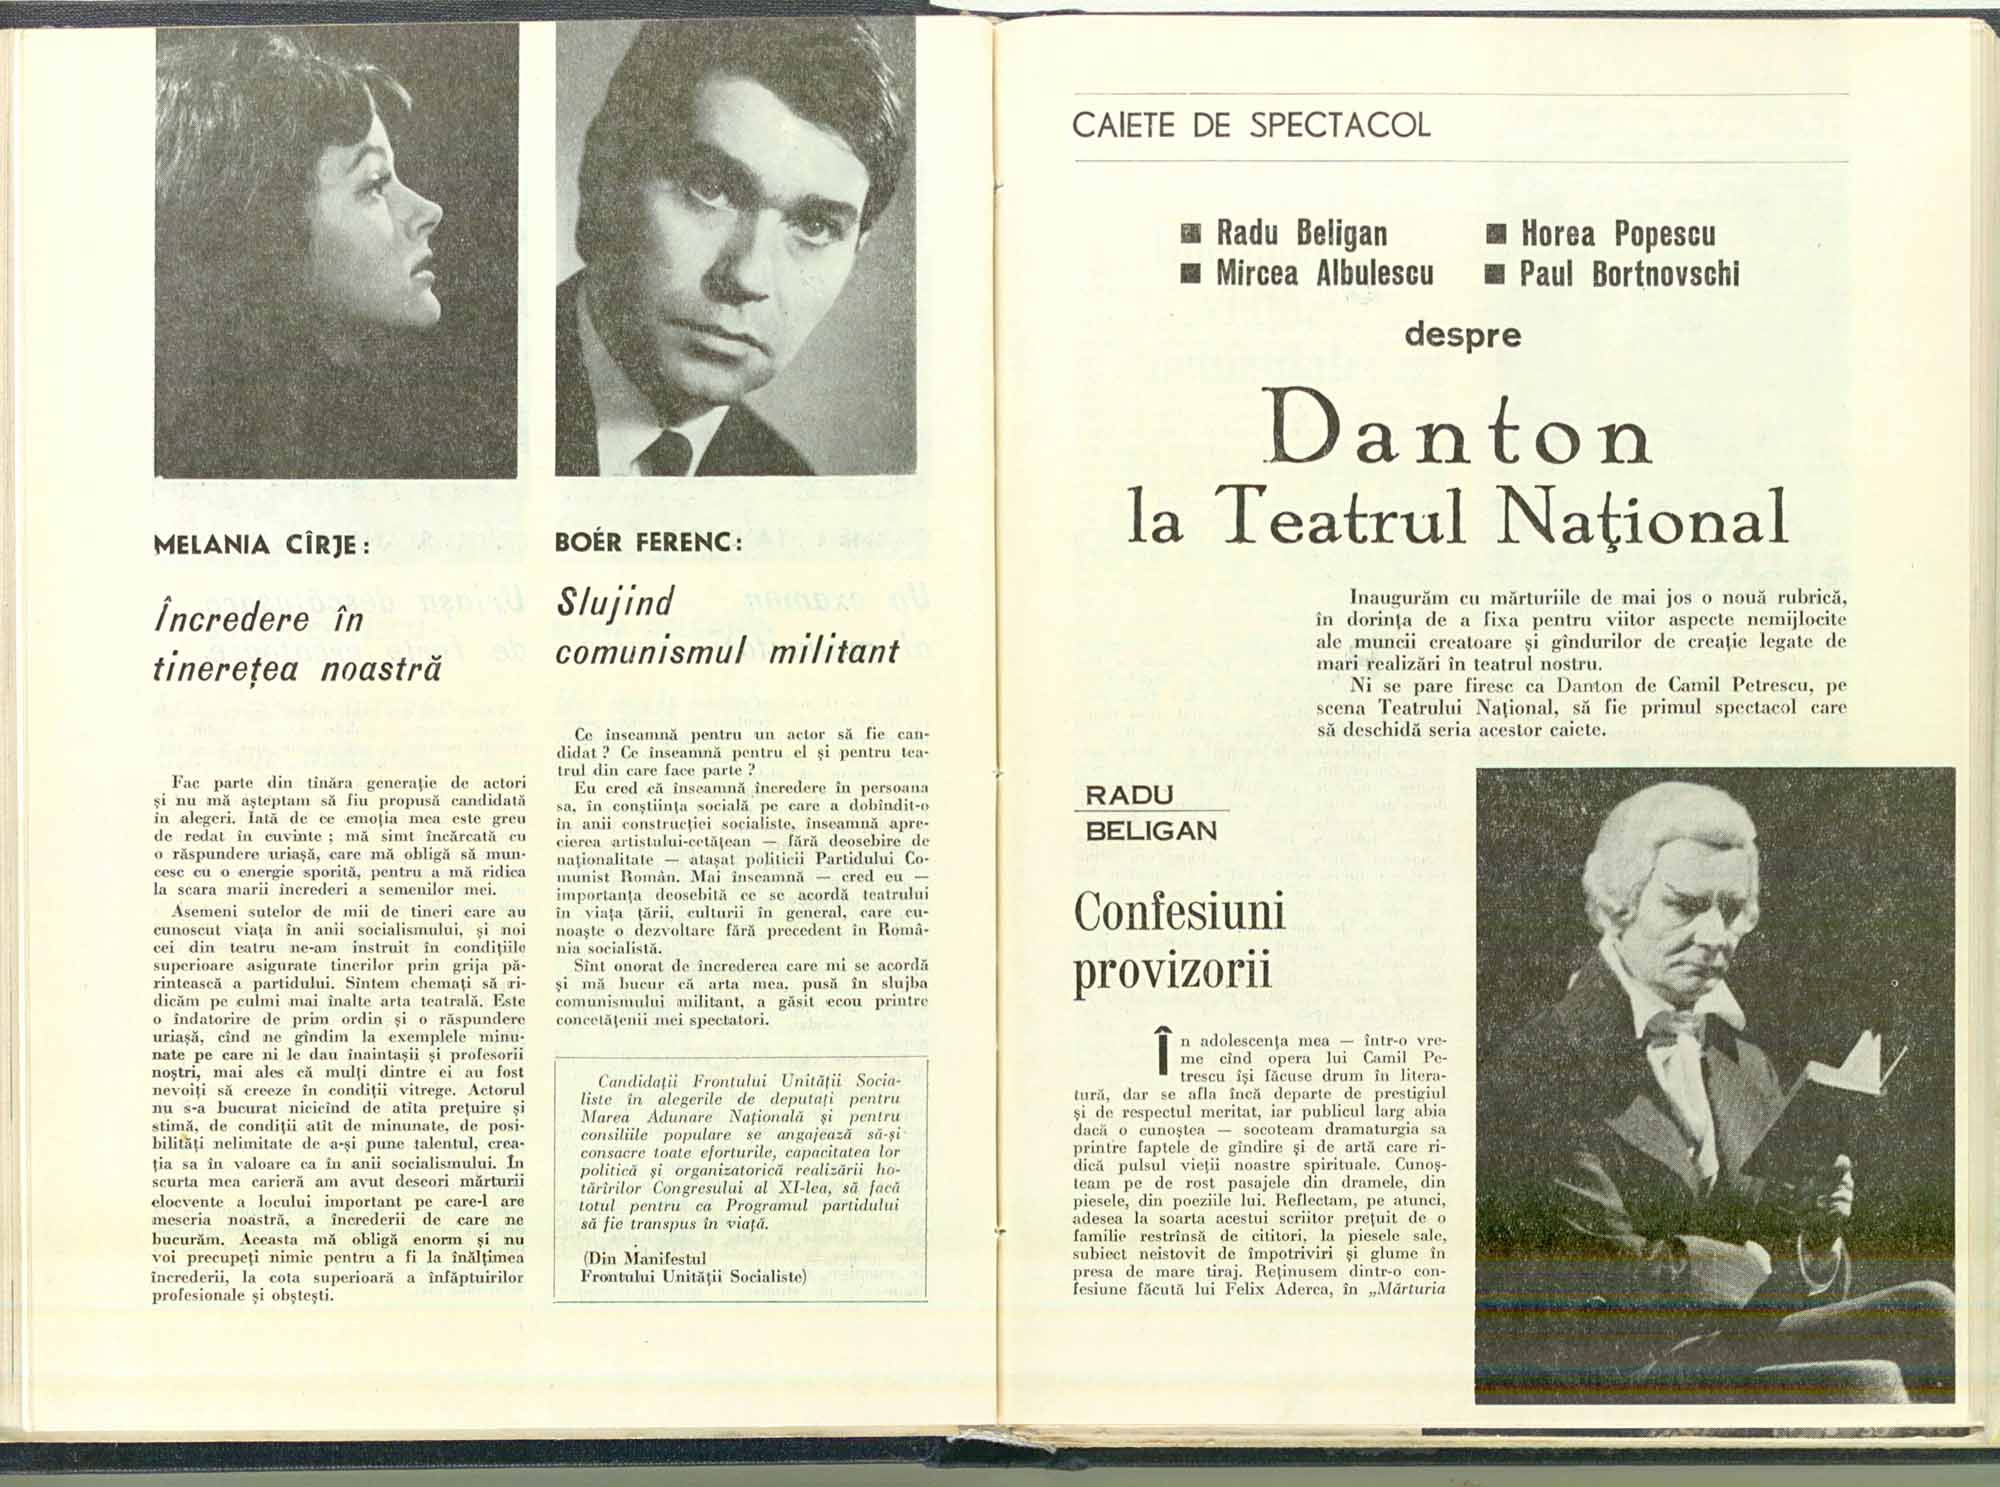 MELANIA CÎRJE:
Încredere în
tinerețea noastră
Fac parte din tînăra generație de actori
și nu mă așteptam să fiu propusă candidată
în alegeri. Iată de ce emoția mea este greu
de redat în cuvinte ; mă simt încărcată cu
o răspundere uriașă, care mă obligă să mun-
cesc cu o energie sporită, pentru a mă ridica
la scara marii încrederi a semenilor mei.
Asemeni sutelor de mii de tineri care au
cunoscut viața în anii socialismului, și noi
cei din teatru ne-am instruit în condițiile
superioare asigurate tinerilor prin grija pă-
rintească a partidului. Sîntem chemați să ri-
dicăm pe culmi mai înalte arta teatrală. Este
o îndatorire de prim ordin și o răspundere
uriașă, cînd ne gîndim la exemplele minu-
nate pe care ni le dau înaintașii și profesorii
noștri, mai ales că mulți dintre ei au fost
nevoiți să creeze în condiții vitrege. Actorul
nu s-a bucurat nicicînd de atîta prețuire și
stimă, de condiții atît de minunate, de posi-
bilități nelimitate de a-și pune talentul, crea-
ția sa în valoare ca în anii socialismului. În
scurta mea carieră am avut deseori mărturii
elocvente a locului important pe care-l are
meseria noastră, a încrederii de care ne
bucurăm. Aceasta mă obligă enorm și nu
voi precupeți nimic pentru a fi la înălțimea
încrederii, la cota superioară a înfăptuirilor
profesionale și obștești.
BOÉR FERENC:
Slujind
comunismul militant
Ce înseamnă pentru un actor să fie can-
didat ? Ce înseamnă pentru el și pentru tea-
trul din care face parte ?
Eu cred că înseamnă încredere în persoana
sa, în conștiința socială pe care a dobîndit-o
în anii construcției socialiste, înseamnă apre-
cierea artistului-cetățean — fără deosebire de
naționalitate — atașat politicii Partidului Co-
munist Român. Mai înseamnă — cred eu —
importanța deosebită ce se acordă teatrului
în viața țării, culturii în general, care cu-
noaște o dezvoltare fără precedent în Româ-
nia socialistă.
Sînt onorat de încrederea care mi se acordă
și mă bucur că arta mea, pusă în slujba
comunismului militant, a găsit ecou printre
concetățenii mei spectatori.
Candidații Frontului Unității Socia-
liste în alegerile de deputați pentru
Marea Adunare Națională și pentru
consiliile populare se angajează să-și
consacre toate eforturile, capacitatea lor
politică și organizatorică realizării ho-
tărîrilor Congresului al XI-lea, să facă
totul pentru ca Programul partidului
să fie transpus în viață.
(Din Manifestul
Frontului Unității Socialiste)
CAIETE DE SPECTACOL
■ Radu Beligan ■ Horea Popescu
■ Mircea Albulescu ■ Paul Bortnovschi
despre
Danton
la Teatrul Național
Inaugurăm cu mărturiile de mai jos o nouă rubrică,
în dorința de a fixa pentru viitor aspecte nemijlocite
ale muncii creatoare și gîndurilor de creație legate de
mari realizări în teatrul nostru.
Ni se pare firesc ca Danton de Camil Petrescu, pe
scena Teatrului Național, să fie primul spectacol care
să deschidă seria acestor caiete.
RADU
BELIGAN
Confesiuni
provizorii
În adolescența mea — într-o vre-
me cînd opera lui Camil Pe-
trescu își făcuse drum în litera-
tură, dar se afla încă departe de prestigiul
și de respectul meritat, iar publicul larg abia
dacă o cunoștea — socoteam dramaturgia sa
printre faptele de gîndire și de artă care ri-
dică pulsul vieții noastre spirituale. Cunoș-
team pe de rost pasajele din dramele, din
piesele, din poeziile lui. Reflectam, pe atunci,
adesea la soarta acestui scriitor prețuit de o
familie restrînsă de cititori, la piesele sale,
subiect neistovit de împotriviri și glume în
presa de mare tiraj. Reținusem dintr-o con-
fesiune făcută lui Felix Aderca, în „Mărturia